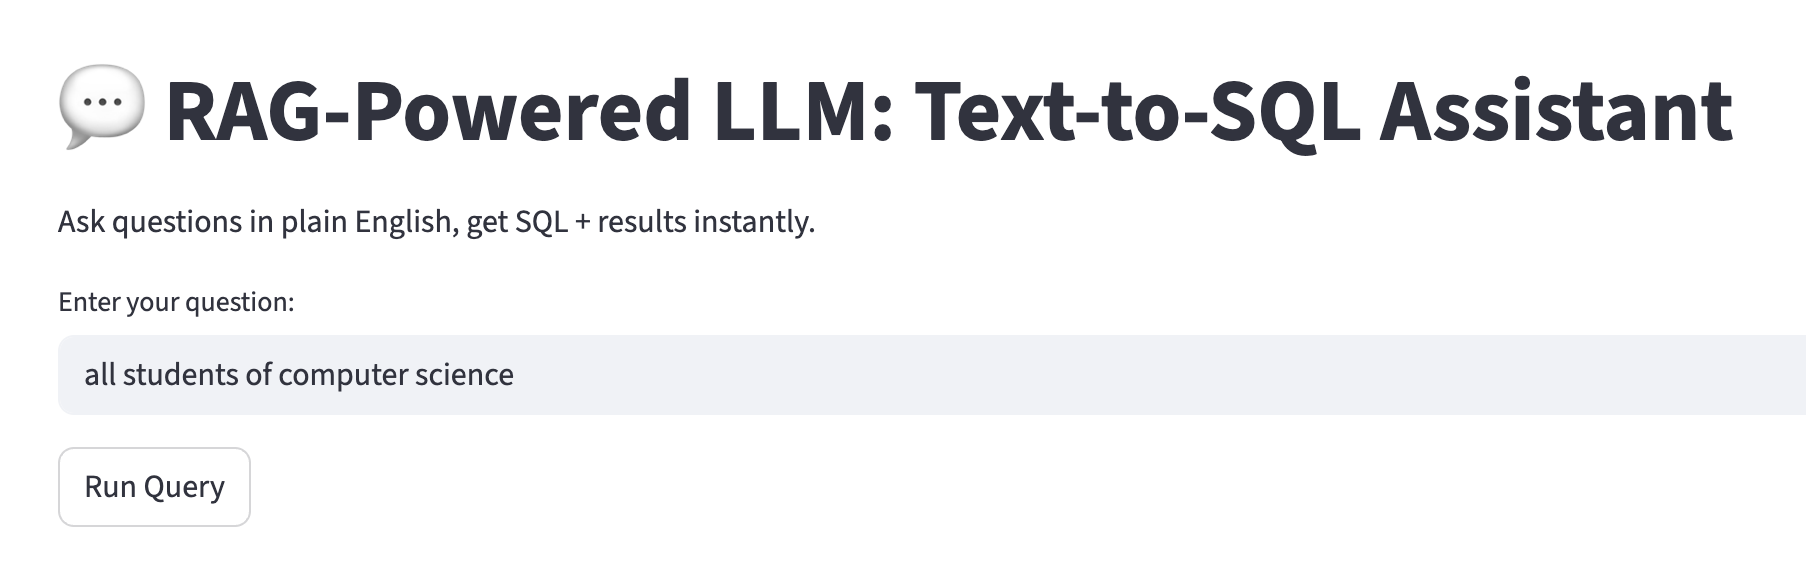 RAG-Powered LLM: Text-to-SQL Assistant
Ask questions in plain English, get SQL + results instantly.
Enter your question:
all students of computer science
Run Query